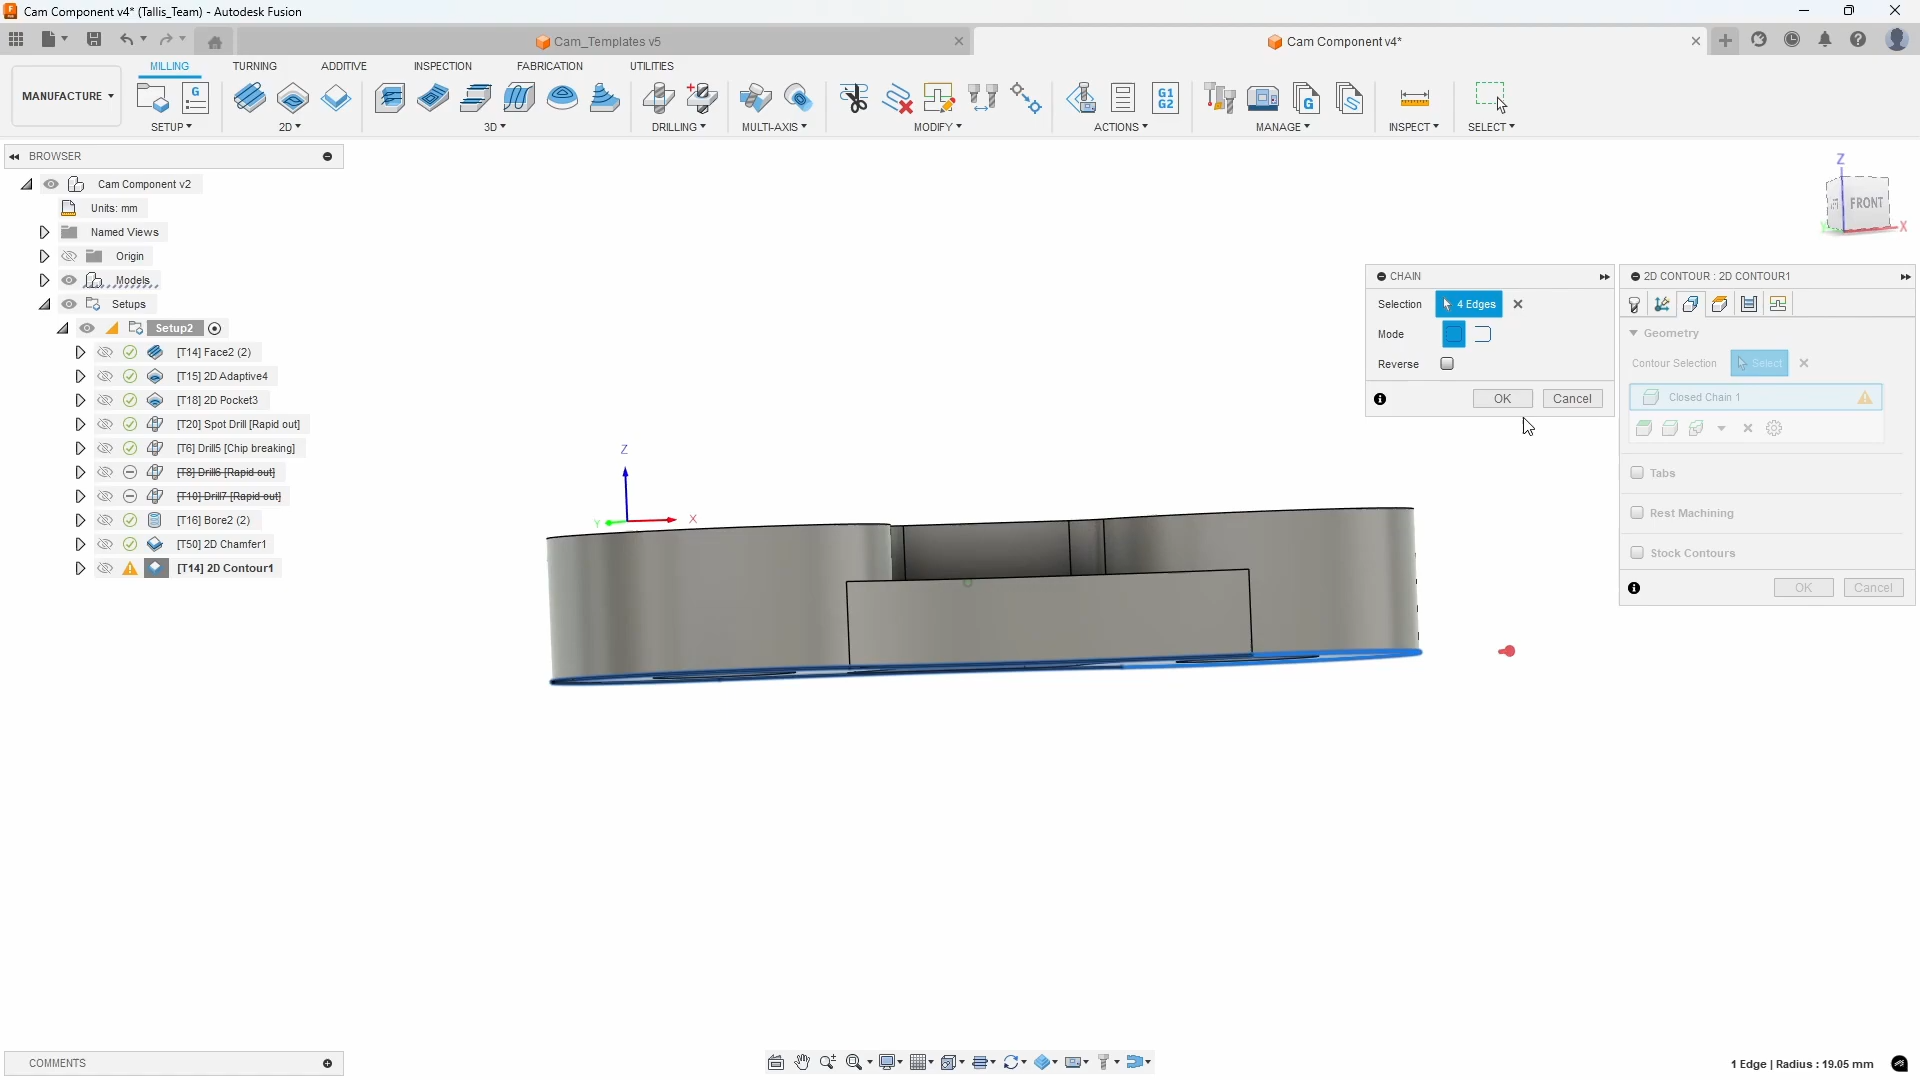 Cam Component v4* (Tallis_Team) - Autodesk Fusion
Cam_Templates v5
Cam Component v4*
MILLING TURNING ADDITIVE INSPECTION FABRICATION UTILITIES
MANUFACTURE
G
G1
G2
G
SETUP 2D 3D DRILLING MULTI-AXIS MODIFY ACTIONS MANAGE INSPECT SELECT
BROWSER
Cam Component v2
Units: mm
Named Views
Origin
Models
Setups
Setup2
[T14] Face2 (2)
[T15] 2D Adaptive4
[T18] 2D Pocket3
[T20] Spot Drill [Rapid out]
[T6] Drill5 [Chip breaking]
[T8] Drill6 [Rapid out]
[T10] Drill7 [Rapid out]
[T16] Bore2 (2)
[T50] 2D Chamfer1
[T14] 2D Contour1
Z
FRONT
X
Z
X
Y
CHAIN
Selection 4 Edges
Mode
Reverse
OK Cancel
2D CONTOUR : 2D CONTOUR1
Geometry
Contour Selection Select
Closed Chain 1
Tabs
Rest Machining
Stock Contours
OK Cancel
COMMENTS
1 Edge | Radius : 19.05 mm